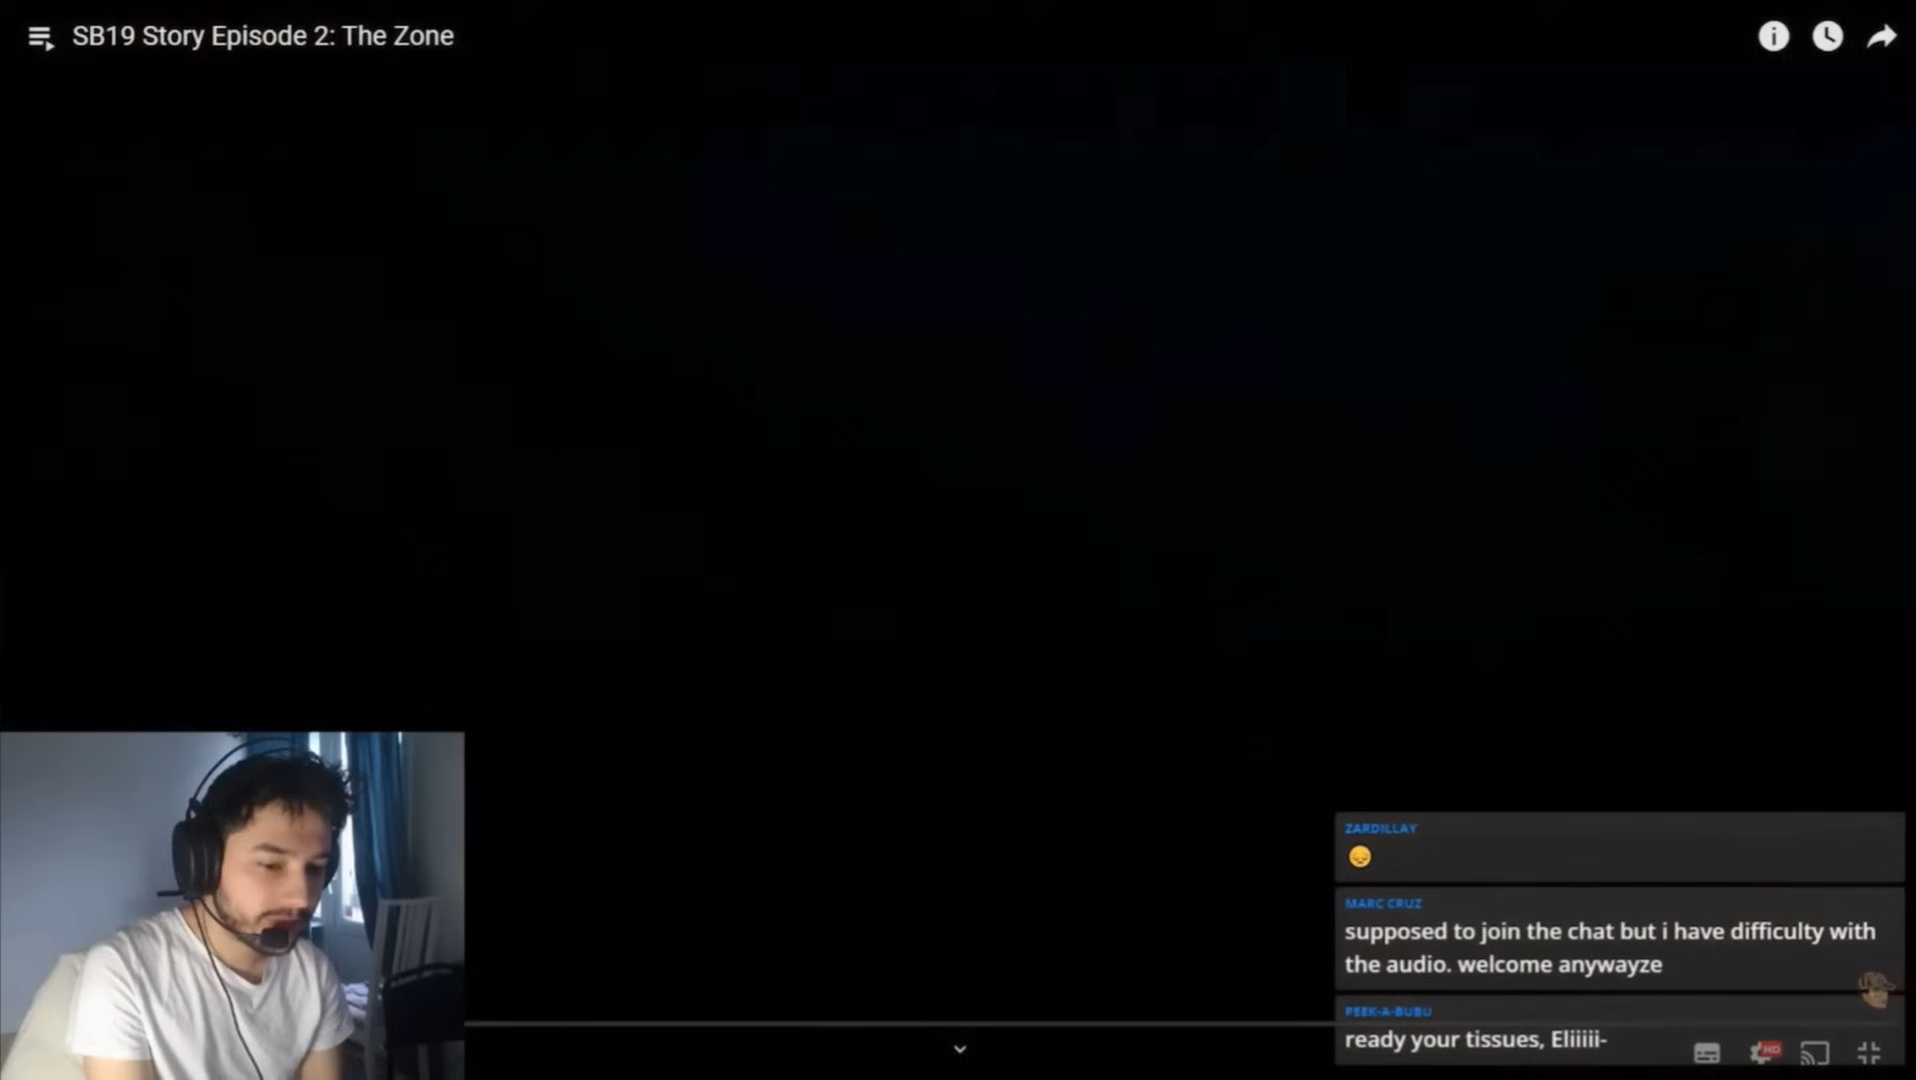 SB19 Story Episode 2: The Zone
ZARDILLAY
MARC CRUZ
supposed to join the chat but i have difficulty with
the audio. welcome anywayze
PEEK-A-BUBU
ready your tissues, Eliiiii-
HD